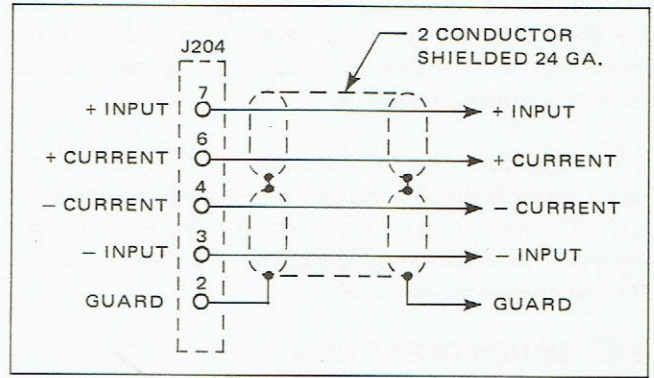 J204
2 CONDUCTOR
SHIELDED 24 GA.
+ INPUT 7 + INPUT
+ CURRENT 6 + CURRENT
– CURRENT 4 – CURRENT
– INPUT 3 – INPUT
GUARD 2 GUARD